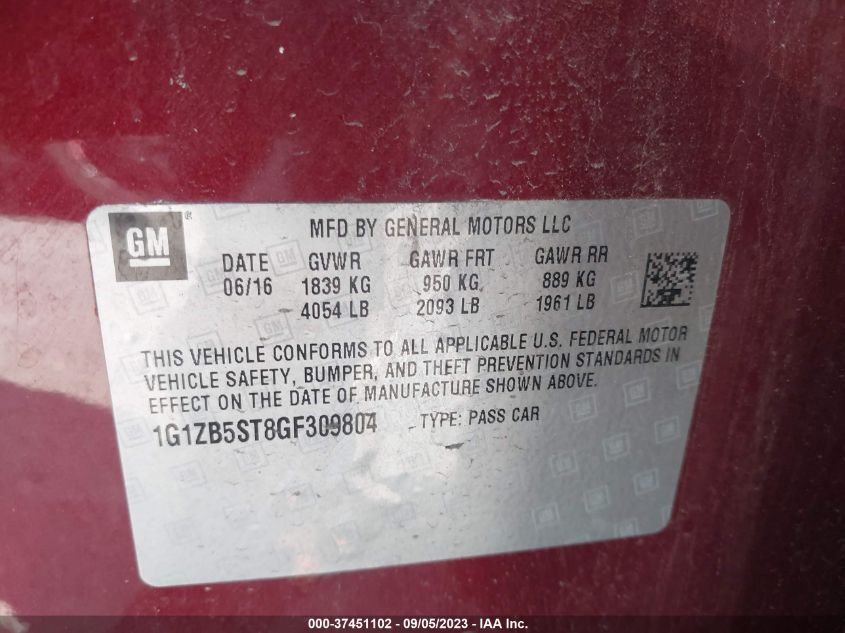 GM®
MFD BY GENERAL MOTORS LLC
DATE GVWR GAWR FRT GAWR RR
06/16 1839 KG 950 KG 889 KG
4054 LB 2093 LB 1961 LB
THIS VEHICLE CONFORMS TO ALL APPLICABLE U.S. FEDERAL MOTOR
VEHICLE SAFETY, BUMPER, AND THEFT PREVENTION STANDARDS IN
EFFECT ON THE DATE OF MANUFACTURE SHOWN ABOVE.
1G1ZB5ST8GF309804 TYPE: PASS CAR
000-37451102 - 09/05/2023 - IAA Inc.